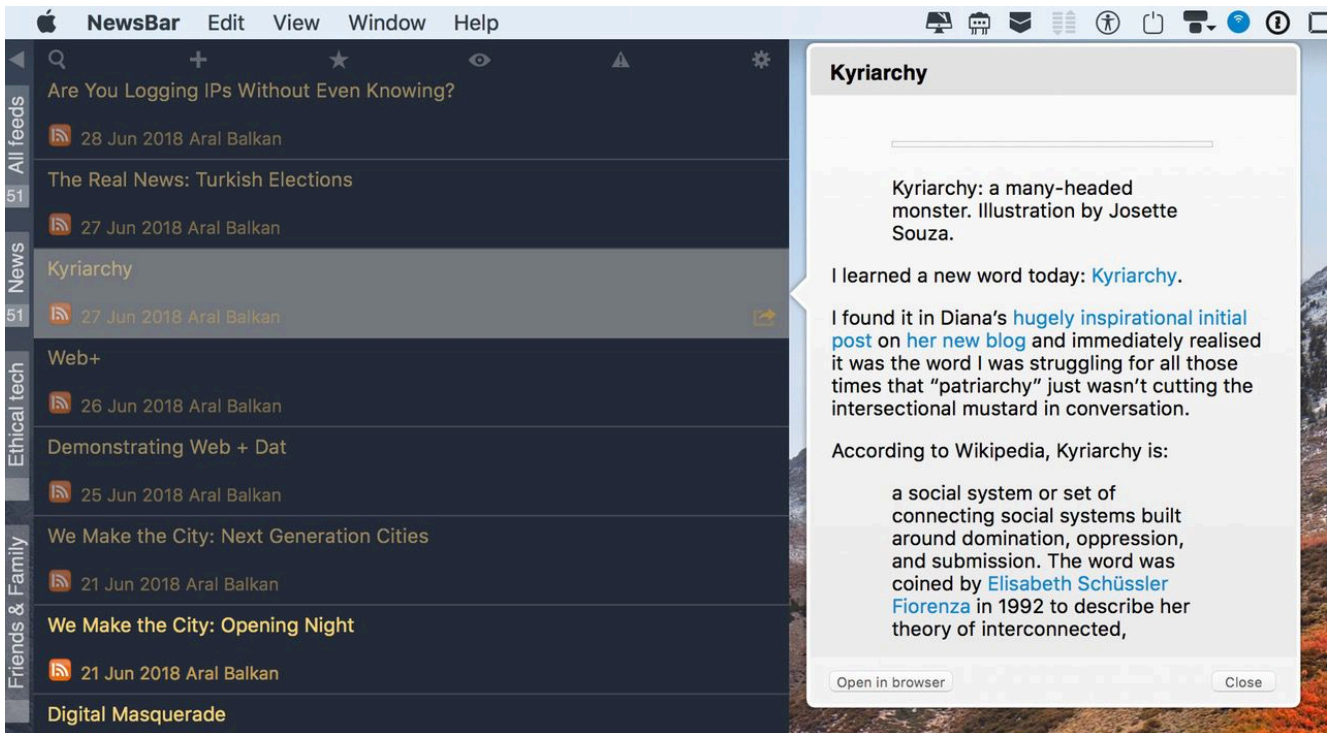 NewsBar Edit View Window Help
All feeds
51
News
51
Ethical tech
Friends & Family
Are You Logging IPs Without Even Knowing?
28 Jun 2018 Aral Balkan
The Real News: Turkish Elections
27 Jun 2018 Aral Balkan
Kyriarchy
27 Jun 2018 Aral Balkan
Web+
26 Jun 2018 Aral Balkan
Demonstrating Web + Dat
25 Jun 2018 Aral Balkan
We Make the City: Next Generation Cities
21 Jun 2018 Aral Balkan
We Make the City: Opening Night
21 Jun 2018 Aral Balkan
Digital Masquerade
Kyriarchy
Kyriarchy: a many-headed
monster. Illustration by Josette
Souza.
I learned a new word today: Kyriarchy.
I found it in Diana’s hugely inspirational initial
post on her new blog and immediately realised
it was the word I was struggling for all those
times that “patriarchy” just wasn’t cutting the
intersectional mustard in conversation.
According to Wikipedia, Kyriarchy is:
a social system or set of
connecting social systems built
around domination, oppression,
and submission. The word was
coined by Elisabeth Schüssler
Fiorenza in 1992 to describe her
theory of interconnected,
Open in browser
Close